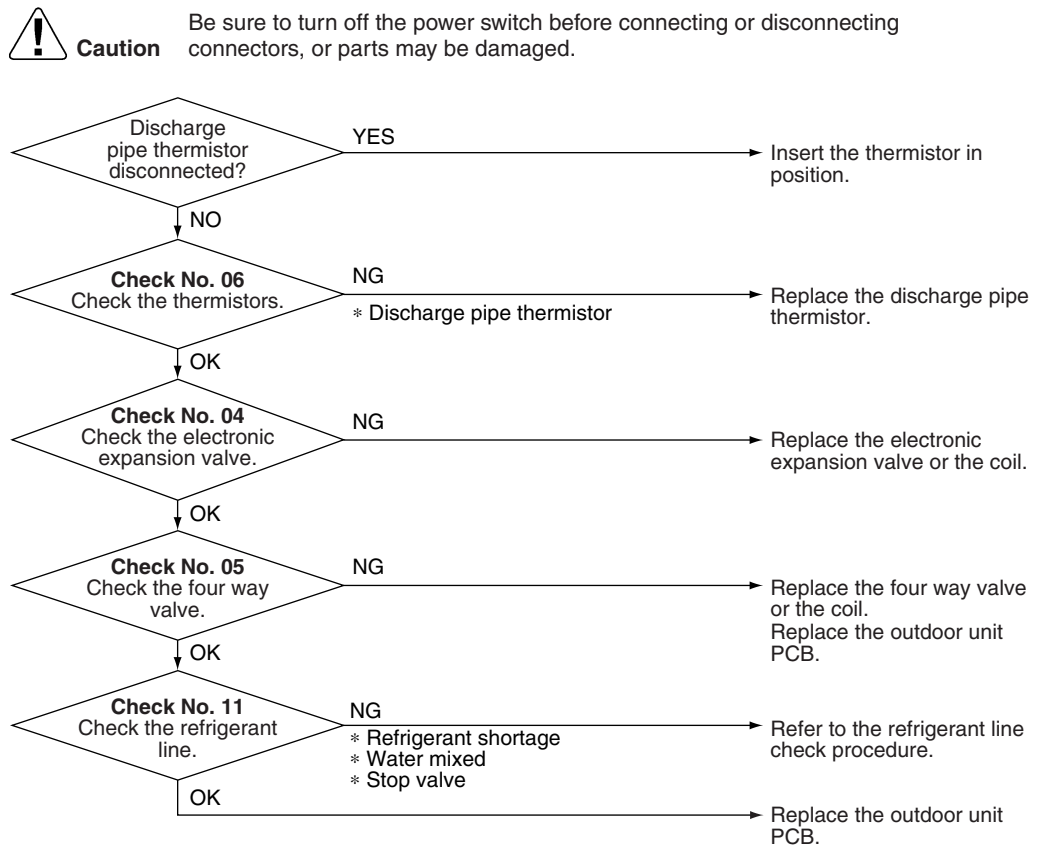 Be sure to turn off the power switch before connecting or disconnecting
Caution connectors, or parts may be damaged.
Discharge
pipe thermistor
disconnected?
YES
Insert the thermistor in
position.
NO
Check No. 06
Check the thermistors.
NG
* Discharge pipe thermistor
Replace the discharge pipe
thermistor.
OK
Check No. 04
Check the electronic
expansion valve.
NG
Replace the electronic
expansion valve or the coil.
OK
Check No. 05
Check the four way
valve.
NG
Replace the four way valve
or the coil.
Replace the outdoor unit
PCB.
OK
Check No. 11
Check the refrigerant
line.
NG
* Refrigerant shortage
* Water mixed
* Stop valve
Refer to the refrigerant line
check procedure.
OK
Replace the outdoor unit
PCB.